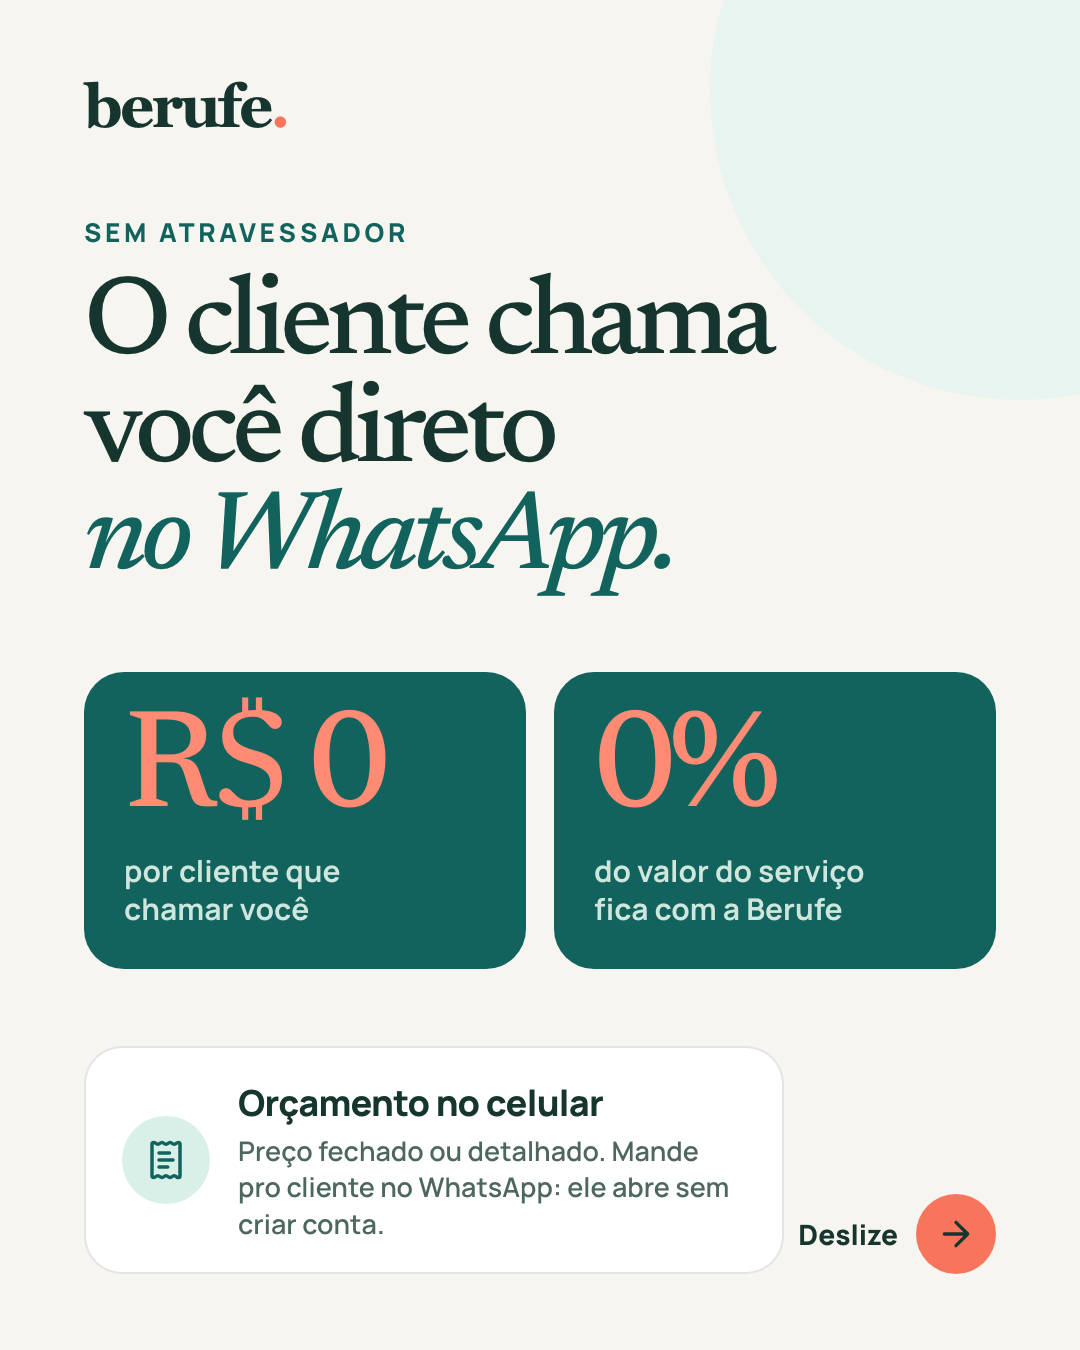 berufe.
SEM ATRAVESSADOR
O cliente chama
você direto
no WhatsApp.
R$ 0
por cliente que
chamar você
0%
do valor do serviço
fica com a Berufe
Orçamento no celular
Preço fechado ou detalhado. Mande
pro cliente no WhatsApp: ele abre sem
criar conta.
Deslize